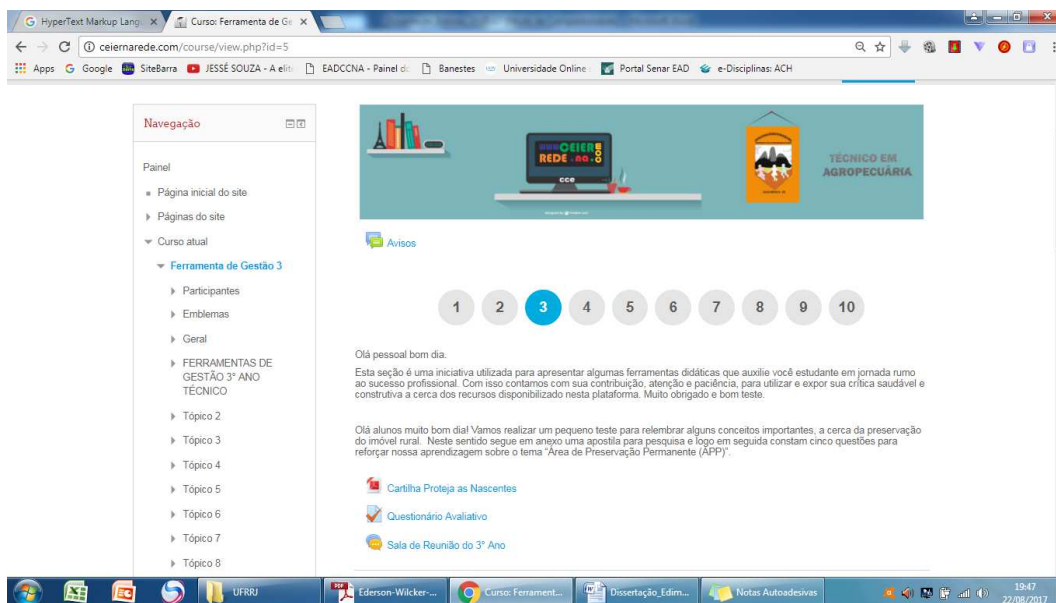 HyperText Markup Lang
Curso: Ferramenta de Ge
ceiernarede.com/course/view.php?id=5
Apps Google SiteBarra JESSÉ SOUZA - A elit EADCCNA - Painel d Banestes Universidade Online Portal Senar EAD e-Disciplinas: ACH
Navegação
Painel
Página inicial do site
Páginas do site
Curso atual
Ferramenta de Gestão 3
Participantes
Emblemas
Geral
FERRAMENTAS DE
GESTÃO 3° ANO
TÉCNICO
Tópico 2
Tópico 3
Tópico 4
Tópico 5
Tópico 6
Tópico 7
Tópico 8
CEIER
REDE
cce
TÉCNICO EM
AGROPECUÁRIA
Avisos
1 2 3 4 5 6 7 8 9 10
Olá pessoal bom dia.
Esta seção é uma iniciativa utilizada para apresentar algumas ferramentas didáticas que auxilie você estudante em jornada rumo
ao sucesso profissional. Com isso contamos com sua contribuição, atenção e paciência, para utilizar e expor sua crítica saudável e
construtiva a cerca dos recursos disponibilizado nesta plataforma. Muito obrigado e bom teste.
Olá alunos muito bom dia! Vamos realizar um pequeno teste para relembrar alguns conceitos importantes, a cerca da preservação
do imóvel rural. Neste sentido segue em anexo uma apostila para pesquisa e logo em seguida constam cinco questões para
reforçar nossa aprendizagem sobre o tema "Área de Preservação Permanente (APP)".
Cartilha Proteja as Nascentes
Questionário Avaliativo
Sala de Reunião do 3° Ano
UFRRJ
Ederson-Wilcker-...
Curso: Ferrament...
Dissertação_Edim...
Notas Autoadesivas
19:47
22/08/2017